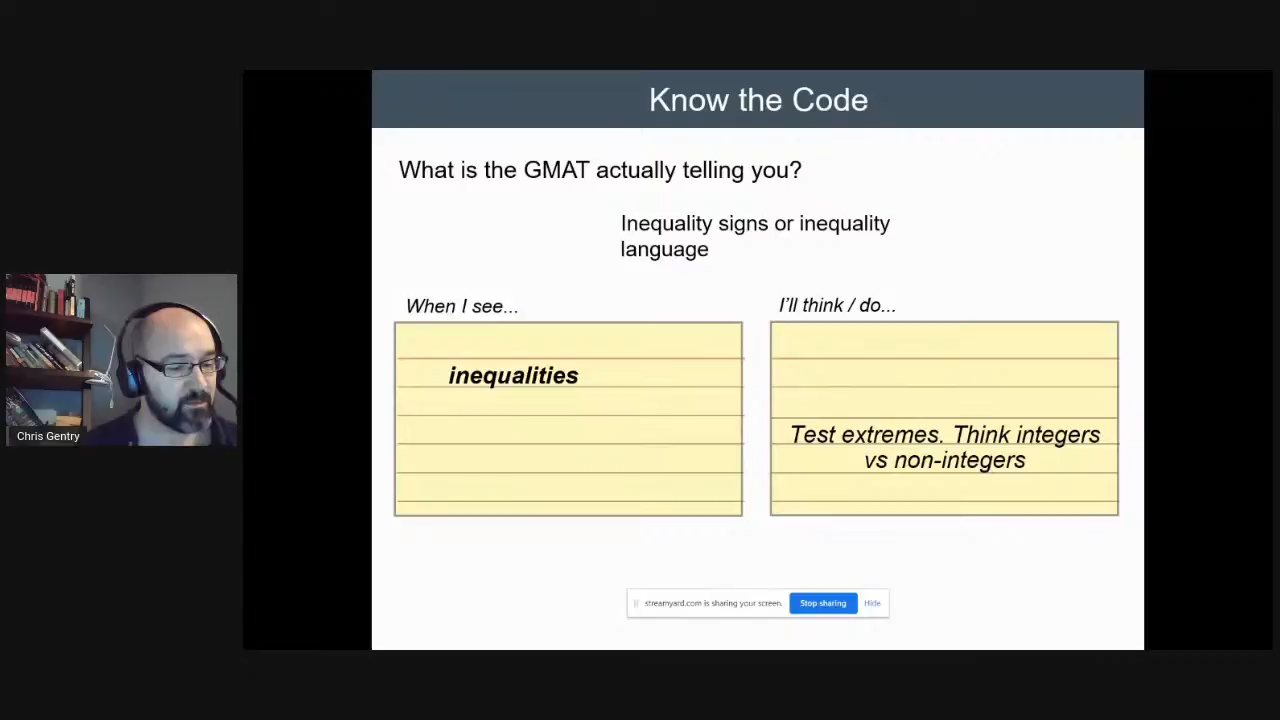 Know the Code
What is the GMAT actually telling you?
Inequality signs or inequality
language
When I see...
I'll think / do...
inequalities
Test extremes. Think integers
vs non-integers
Chris Gentry
streamyard.com is sharing your screen.
Stop sharing
Hide